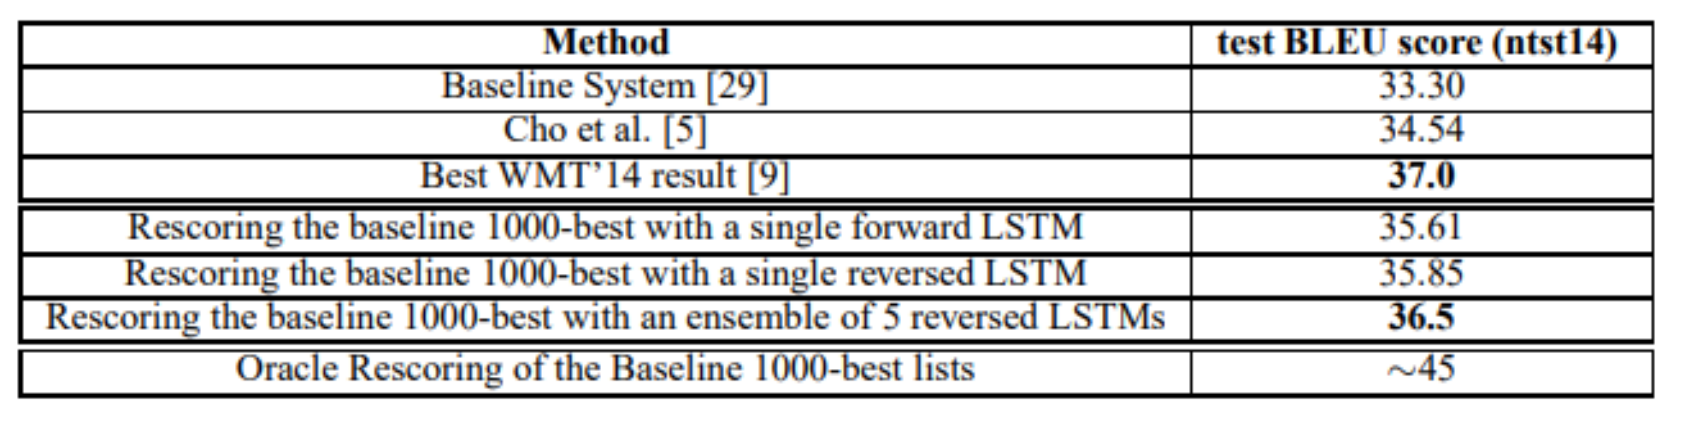 Method test BLEU score (ntst14)
Baseline System [29] 33.30
Cho et al. [5] 34.54
Best WMT’14 result [9] 37.0
Rescoring the baseline 1000-best with a single forward LSTM 35.61
Rescoring the baseline 1000-best with a single reversed LSTM 35.85
Rescoring the baseline 1000-best with an ensemble of 5 reversed LSTMs 36.5
Oracle Rescoring of the Baseline 1000-best lists ∼45